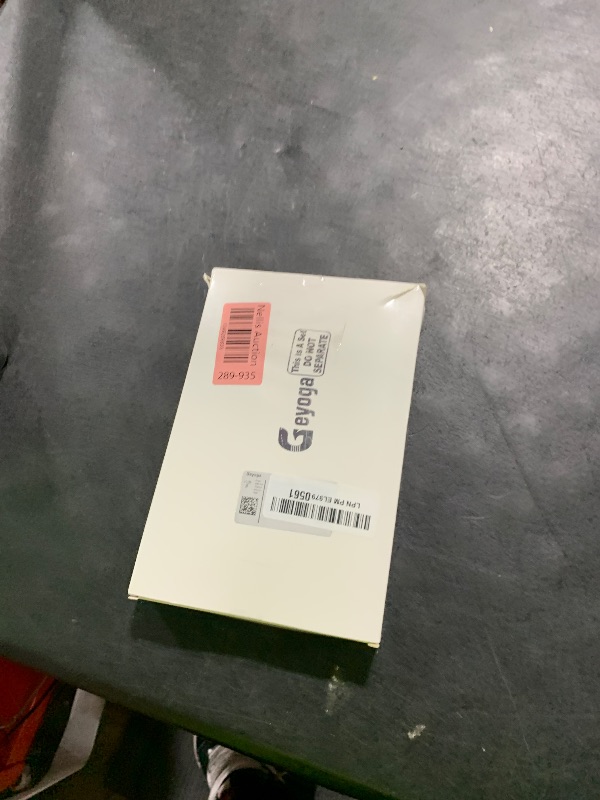 Nellis Auction
289-935
Geyoga
This Is A Set
DO NOT
SEPARATE
LPN PM EL979 0561